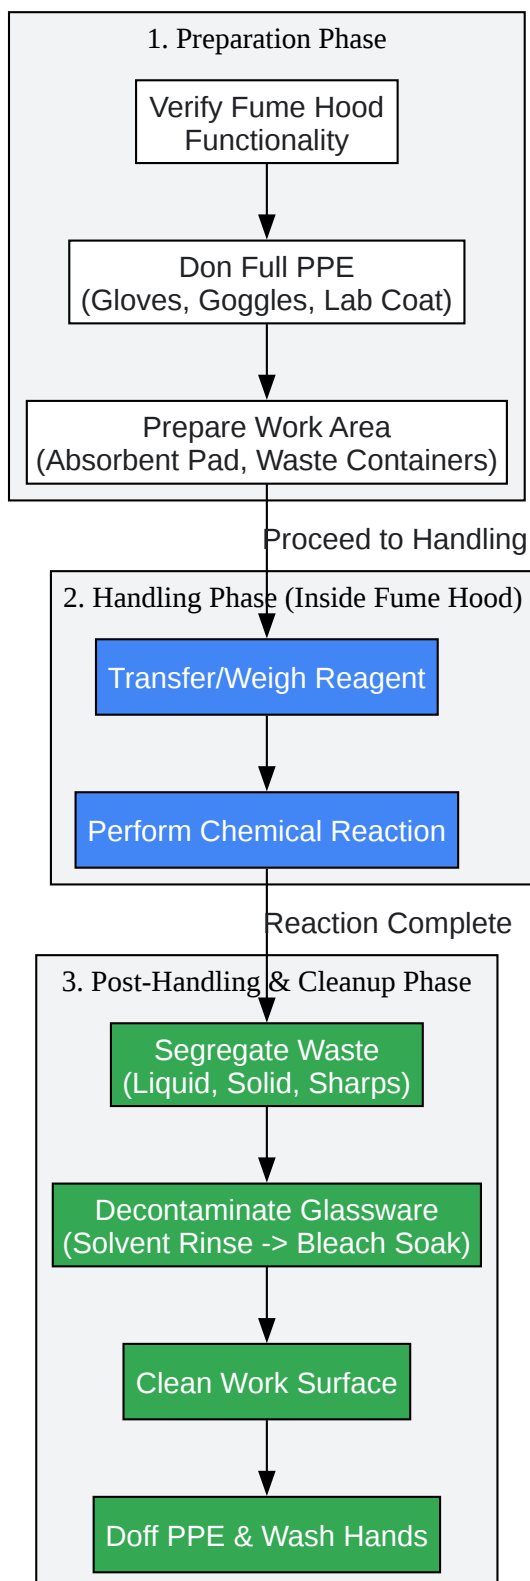 1. Preparation Phase
Verify Fume Hood
Functionality
Don Full PPE
(Gloves, Goggles, Lab Coat)
Prepare Work Area
(Absorbent Pad, Waste Containers)
Proceed to Handling
2. Handling Phase (Inside Fume Hood)
Transfer/Weigh Reagent
Perform Chemical Reaction
Reaction Complete
3. Post-Handling & Cleanup Phase
Segregate Waste
(Liquid, Solid, Sharps)
Decontaminate Glassware
(Solvent Rinse -> Bleach Soak)
Clean Work Surface
Doff PPE & Wash Hands